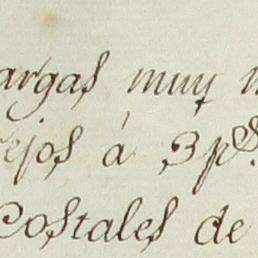 argas muy
ejos á 3 p.s
Costales de